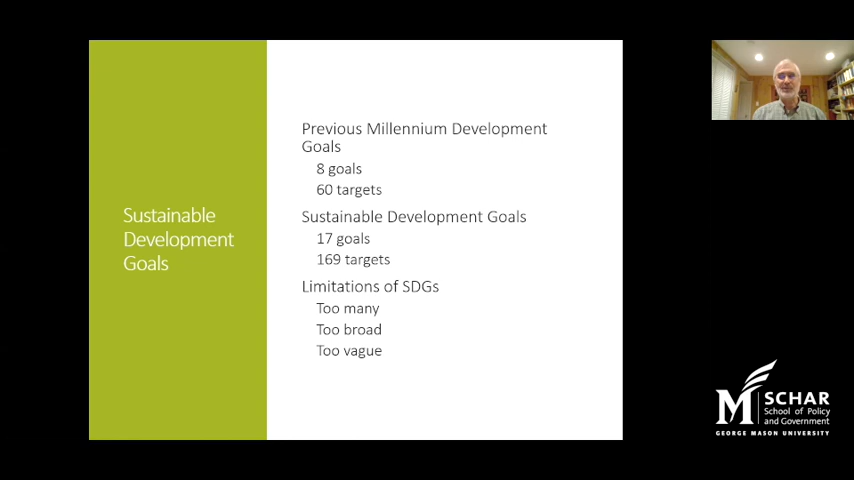 Sustainable
Development
Goals
Previous Millennium Development
Goals
8 goals
60 targets
Sustainable Development Goals
17 goals
169 targets
Limitations of SDGs
Too many
Too broad
Too vague
M SCHAR
School of Policy
and Government
GEORGE MASON UNIVERSITY